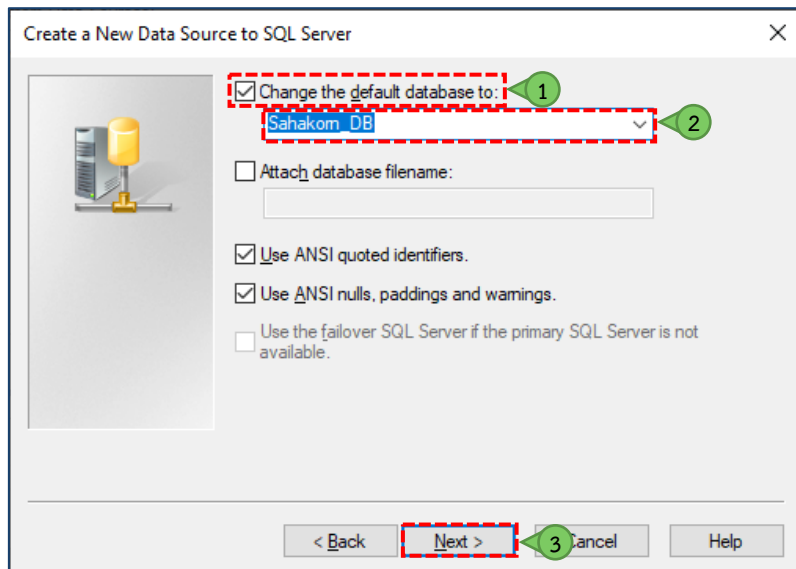 Create a New Data Source to SQL Server
Change the default database to:
1
Sahakorn_DB
2
Attach database filename:
Use ANSI quoted identifiers.
Use ANSI nulls, paddings and warnings.
Use the failover SQL Server if the primary SQL Server is not
available.
< Back
Next >
3
Cancel
Help